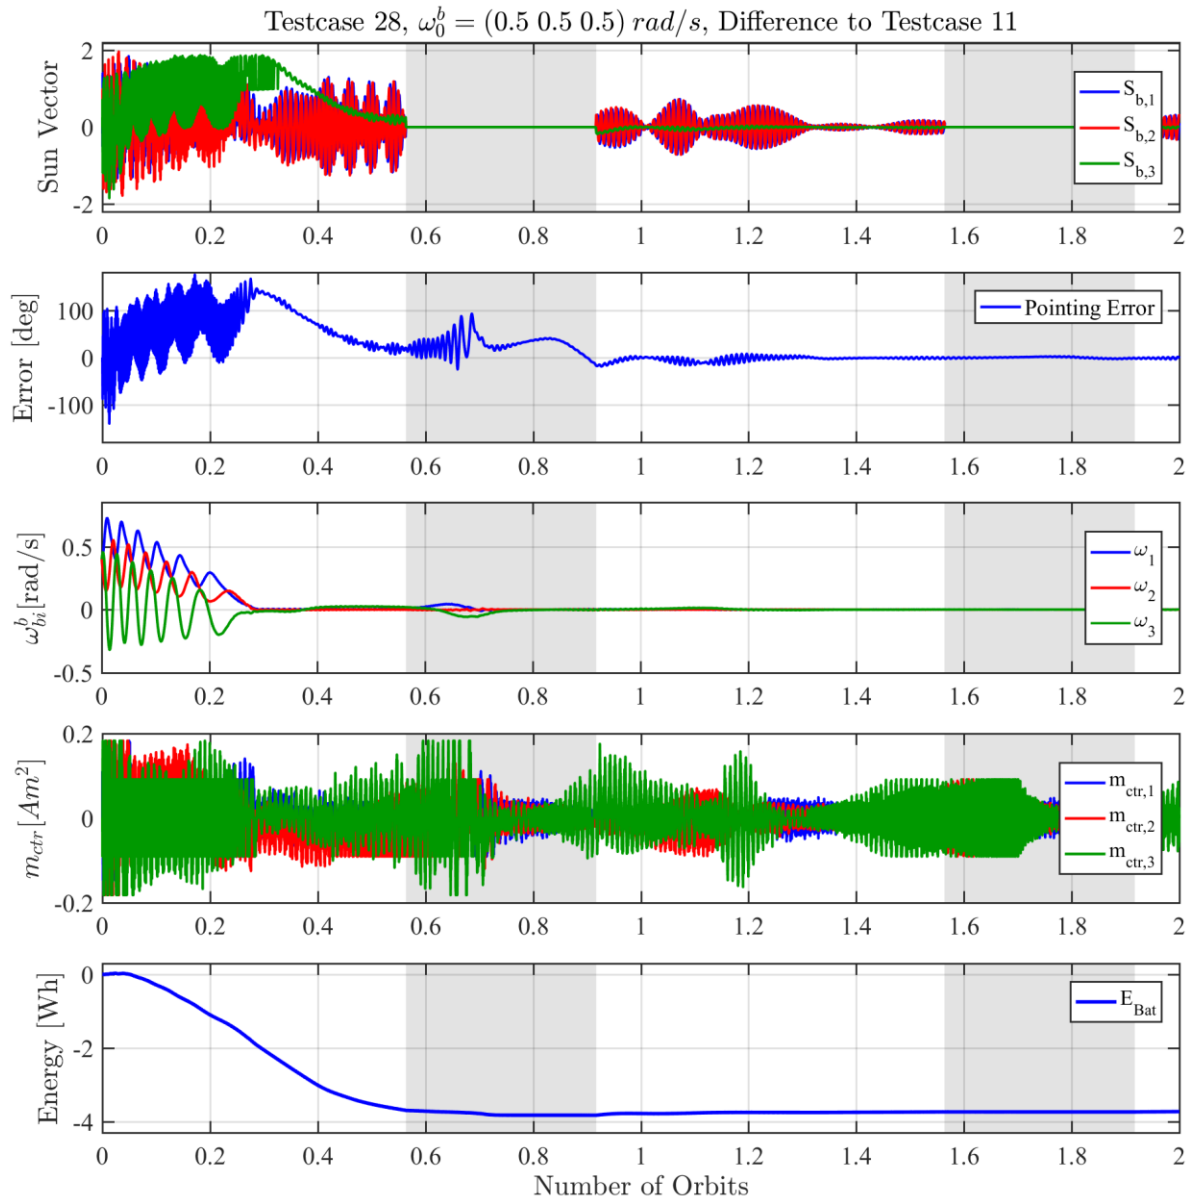 Testcase 28, ω₀ᵇ = (0.5 0.5 0.5) rad/s, Difference to Testcase 11
Sun Vector
2
0
-2
S_b,1
S_b,2
S_b,3
0 0.2 0.4 0.6 0.8 1 1.2 1.4 1.6 1.8 2
Error [deg]
100
0
-100
Pointing Error
0 0.2 0.4 0.6 0.8 1 1.2 1.4 1.6 1.8 2
ω_bi^b[rad/s]
0.5
0
-0.5
ω_1
ω_2
ω_3
0 0.2 0.4 0.6 0.8 1 1.2 1.4 1.6 1.8 2
m_ctr[Am²]
0.2
0
-0.2
m_ctr,1
m_ctr,2
m_ctr,3
0 0.2 0.4 0.6 0.8 1 1.2 1.4 1.6 1.8 2
Energy [Wh]
0
-2
-4
E_Bat
0 0.2 0.4 0.6 0.8 1 1.2 1.4 1.6 1.8 2
Number of Orbits